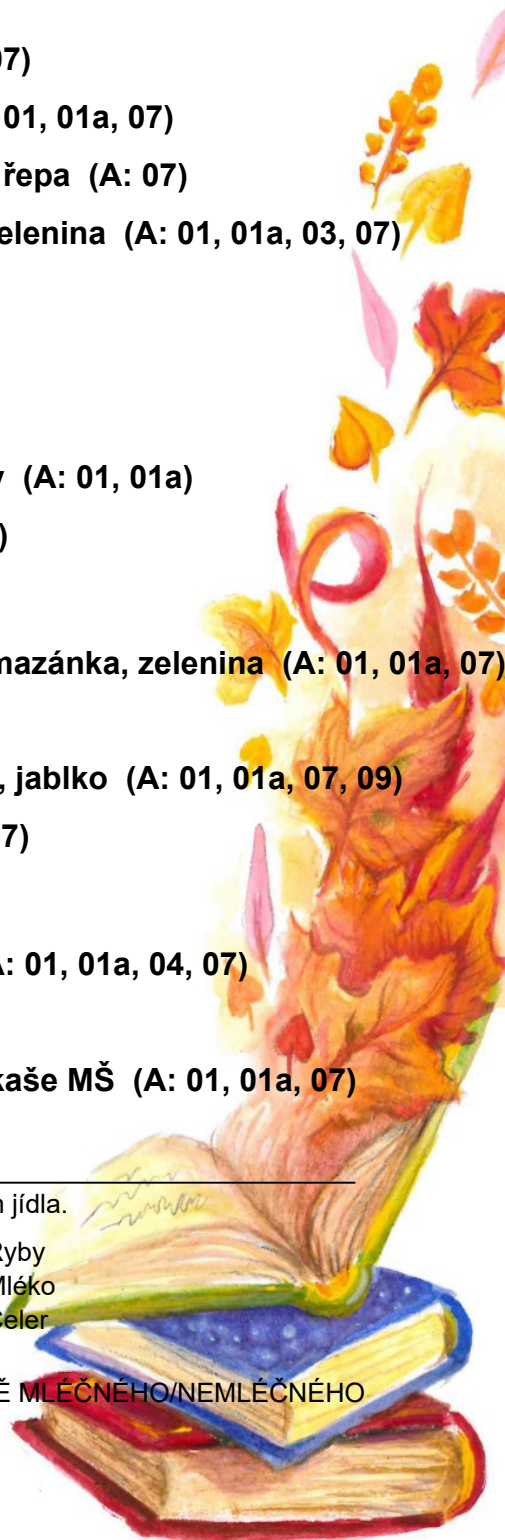 07)
01, 01a, 07)
řepa (A: 07)
elenina (A: 01, 01a, 03, 07)
y (A: 01, 01a)
)
mazánka, zelenina (A: 01, 01a, 07)
, jablko (A: 01, 01a, 07, 09)
7)
A: 01, 01a, 04, 07)
kaše MŠ (A: 01, 01a, 07)
h jídla.
Ryby
Mléko
Celer
Ě MLÉČNÉHO/NEMLÉČNÉHO